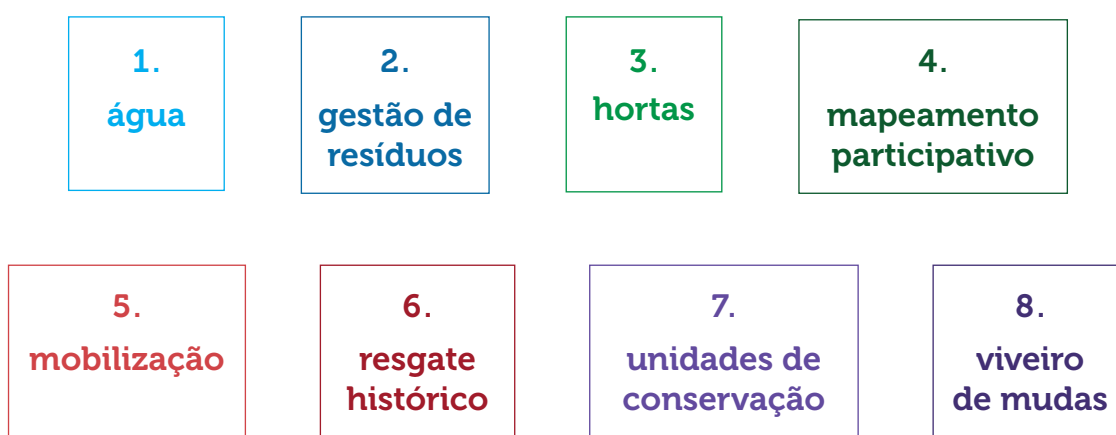 1.
água
2.
gestão de
resíduos
3.
hortas
4.
mapeamento
participativo
5.
mobilização
6.
resgate
histórico
7.
unidades de
conservação
8.
viveiro
de mudas